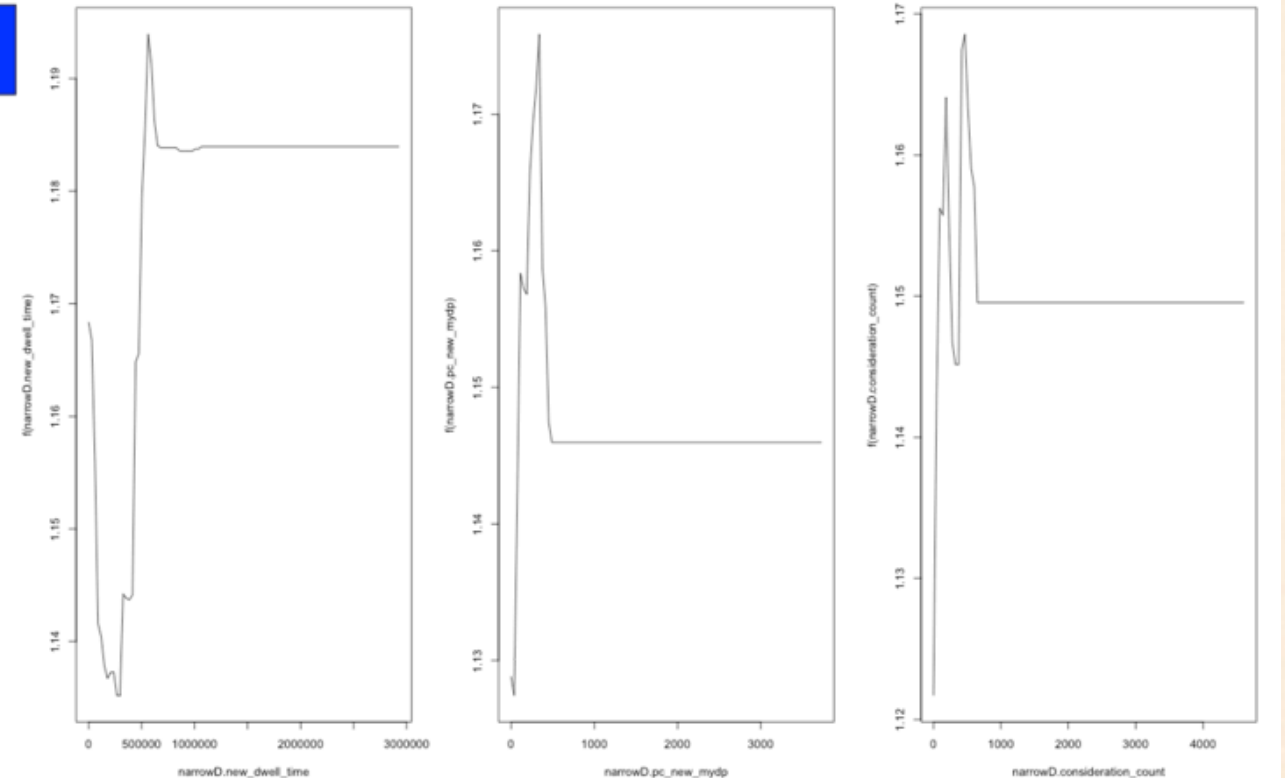 f(narrowD.new_dwell_time)
1.19
1.18
1.17
1.16
1.15
1.14
0 500000 1000000 2000000 3000000
narrowD.new_dwell_time
f(narrowD.pc_new_mydp)
1.17
1.16
1.15
1.14
1.13
0 1000 2000 3000
narrowD.pc_new_mydp
f(narrowD.consideration_count)
1.17
1.16
1.15
1.14
1.13
1.12
0 1000 2000 3000 4000
narrowD.consideration_count